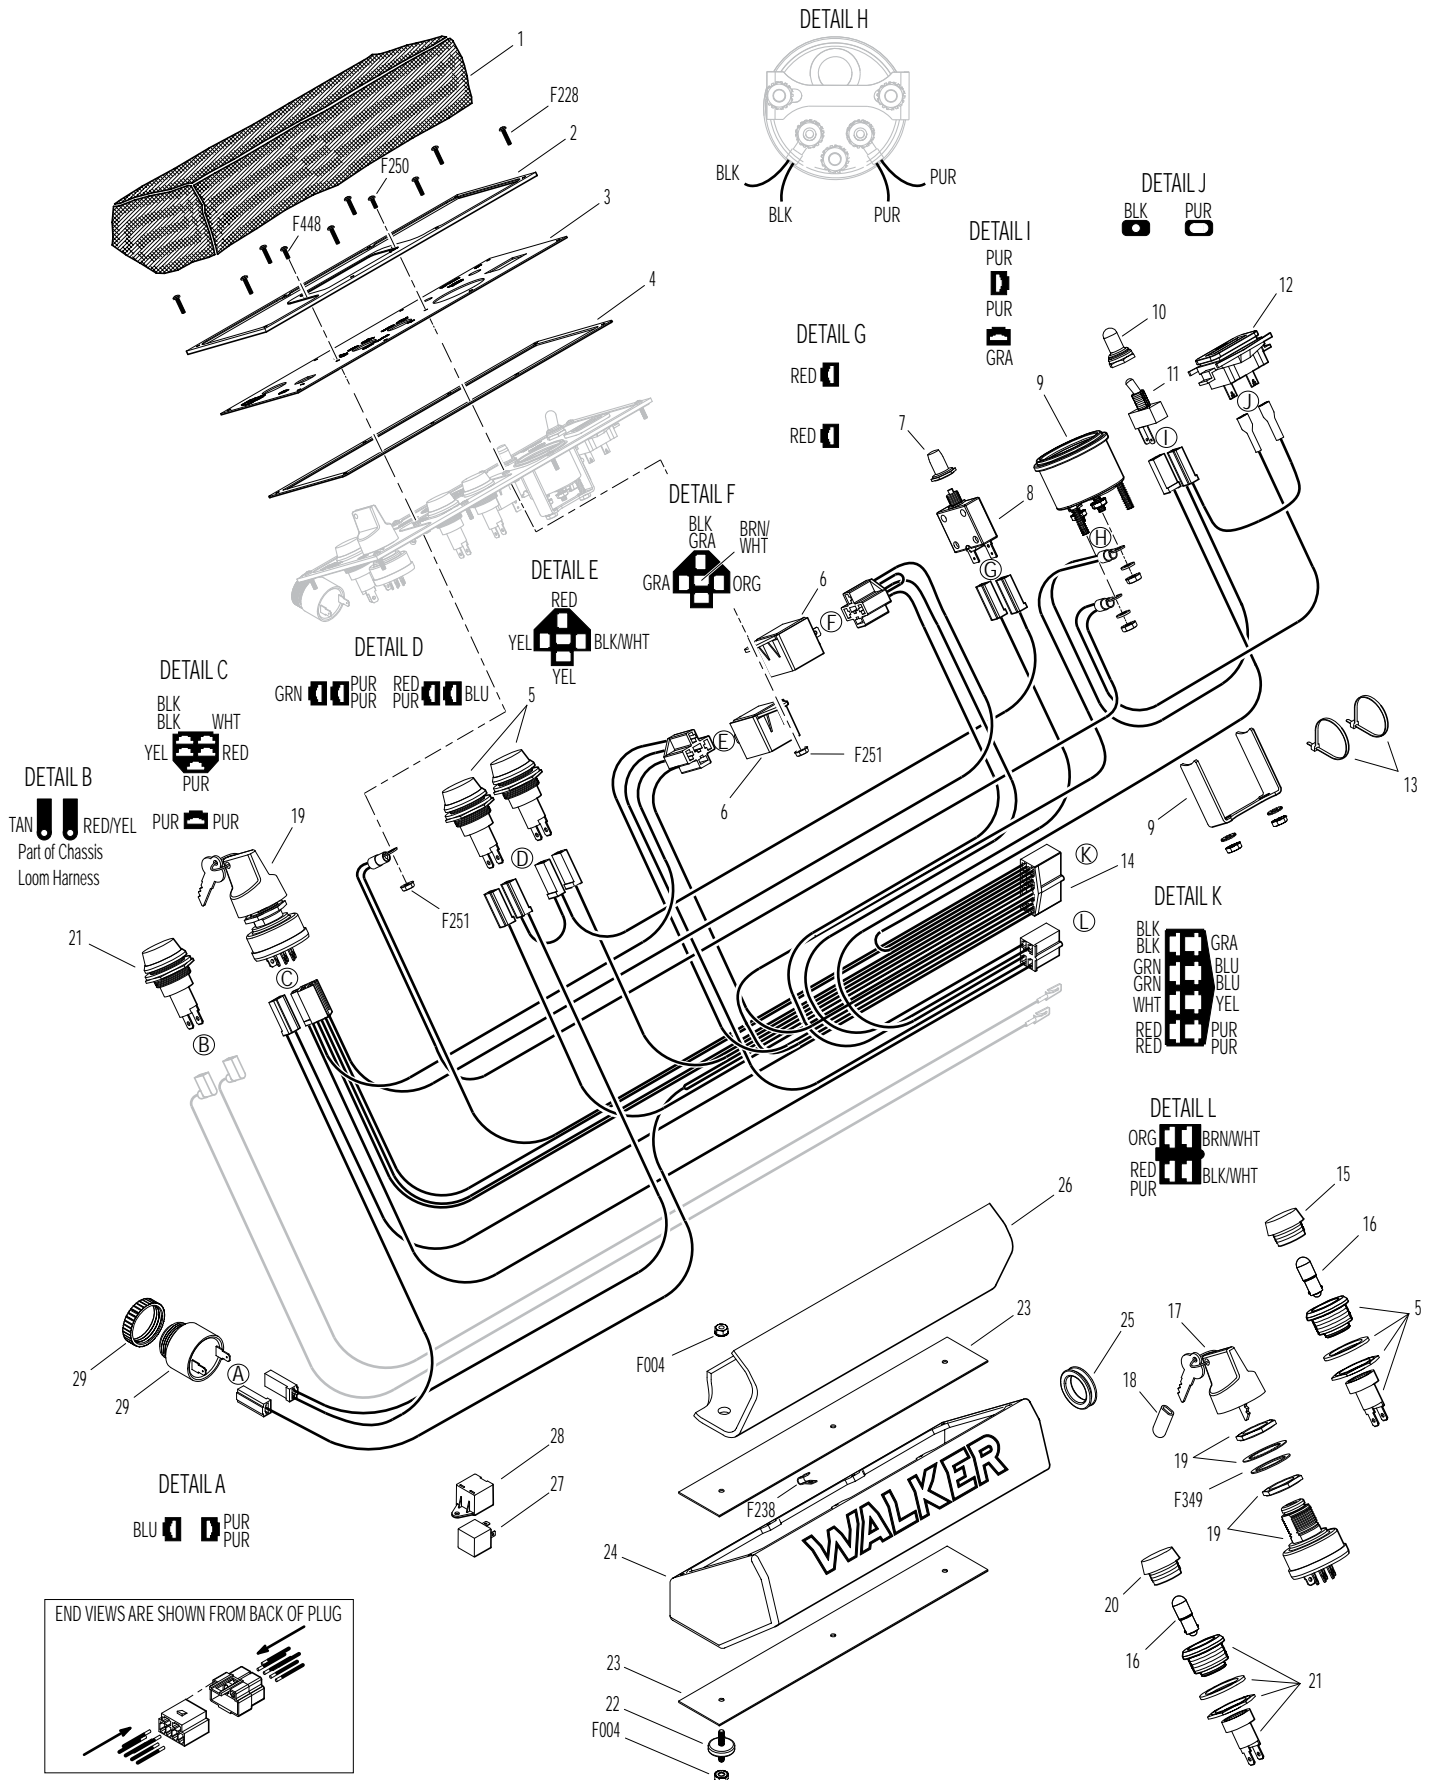 DETAIL H
1
F228
2
F250
BLK
PUR
BLK
PUR
DETAIL J
BLK
PUR
3
F448
DETAIL I
PUR
PUR
GRA
12
4
10
DETAIL G
RED
RED
11
9
J
I
7
DETAIL F
BLK
GRA
BRN/
WHT
GRA
ORG
8
H
DETAIL E
RED
YEL
BLK/WHT
YEL
6
F
G
DETAIL D
GRN
PUR
PUR
RED
PUR
BLU
DETAIL C
BLK
BLK
WHT
YEL
RED
PUR
PUR
PUR
5
E
F251
6
13
9
DETAIL B
TAN
RED/YEL
Part of Chassis
Loom Harness
19
D
F251
K
14
L
DETAIL K
BLK
BLK
GRA
GRN
GRN
BLU
BLU
WHT
YEL
RED
RED
PUR
PUR
21
C
B
DETAIL L
ORG
BRN/WHT
RED
PUR
BLK/WHT
26
15
16
5
23
25
17
F004
18
29
29
A
19
F349
19
28
27
F238
WALKER
24
DETAIL A
BLU
PUR
PUR
20
16
21
END VIEWS ARE SHOWN FROM BACK OF PLUG
23
22
F004